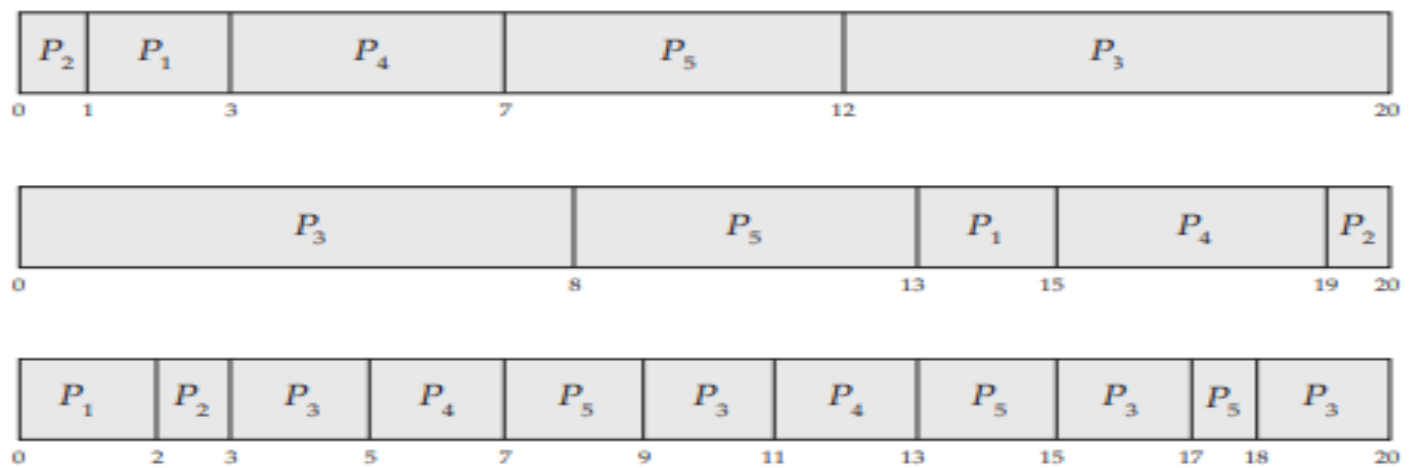 P₂ P₁ P₄ P₅ P₃
0 1 3 7 12 20
P₃ P₅ P₁ P₄ P₂
0 8 13 15 19 20
P₁ P₂ P₃ P₄ P₅ P₃ P₄ P₅ P₃ P₅ P₃
0 2 3 5 7 9 11 13 15 17 18 20